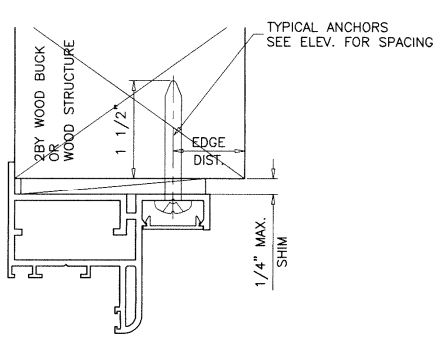 TYPICAL ANCHORS
SEE ELEV. FOR SPACING
2BY WOOD BUCK
OR
WOOD STRUCTURE
1 1/2"
EDGE
DIST.
1/4" MAX.
SHIM